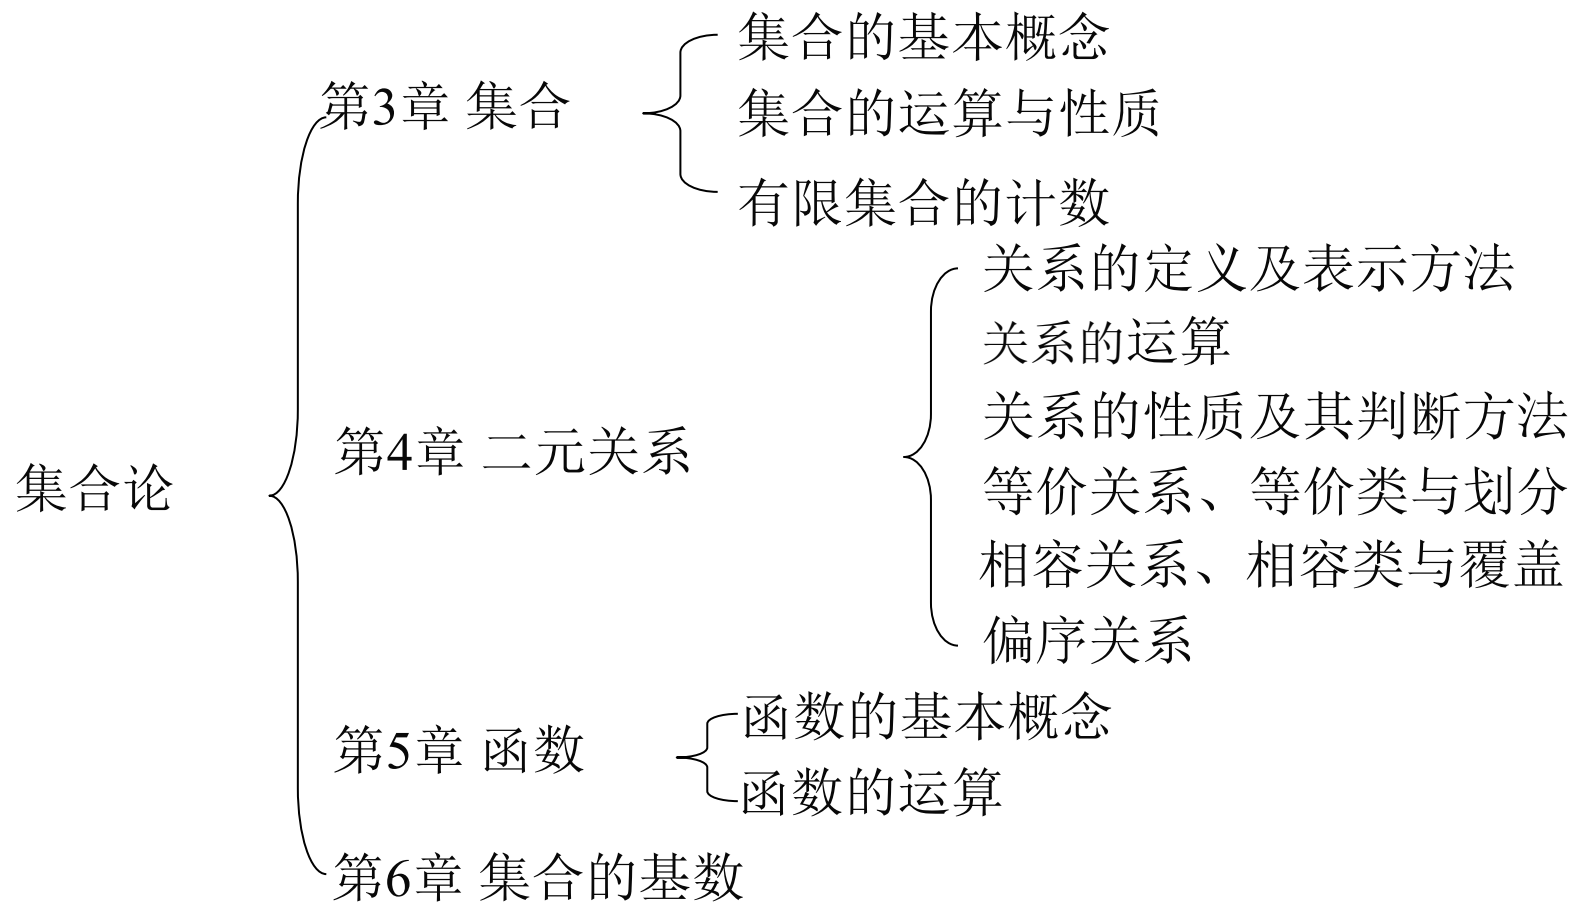 集合论
第3章 集合
集合的基本概念
集合的运算与性质
有限集合的计数
第4章 二元关系
关系的定义及表示方法
关系的运算
关系的性质及其判断方法
等价关系、等价类与划分
相容关系、相容类与覆盖
偏序关系
第5章 函数
函数的基本概念
函数的运算
第6章 集合的基数